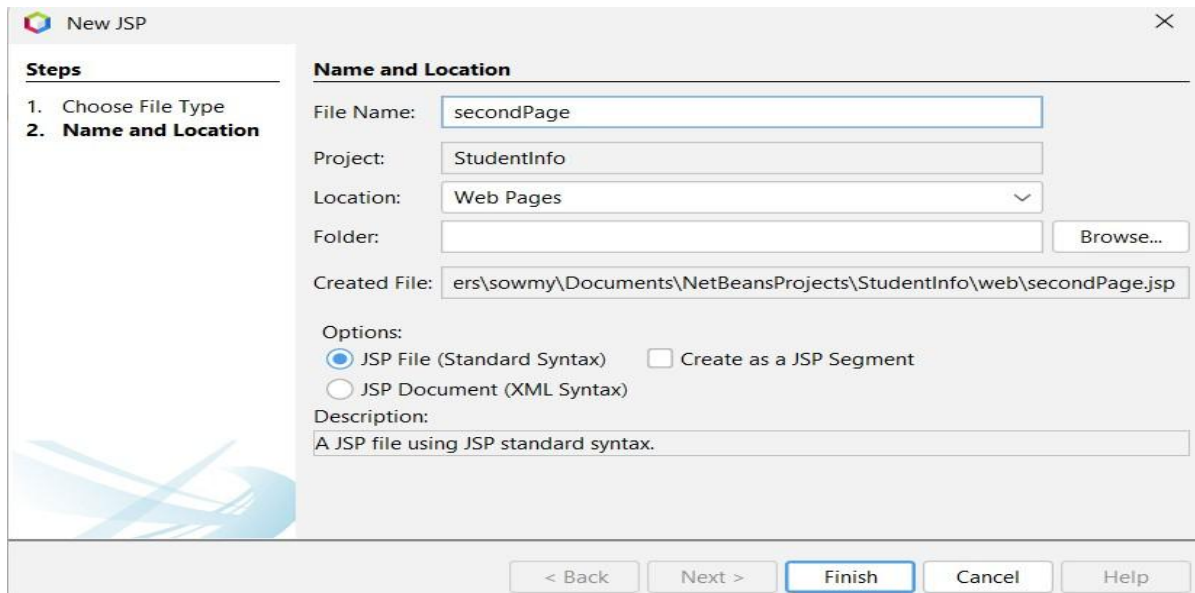 New JSP
Steps
1. Choose File Type
2. Name and Location
Name and Location
File Name: secondPage
Project: StudentInfo
Location: Web Pages
Folder: Browse...
Created File: ers\sowmy\Documents\NetBeansProjects\StudentInfo\web\secondPage.jsp
Options:
JSP File (Standard Syntax) Create as a JSP Segment
JSP Document (XML Syntax)
Description:
A JSP file using JSP standard syntax.
< Back Next > Finish Cancel Help